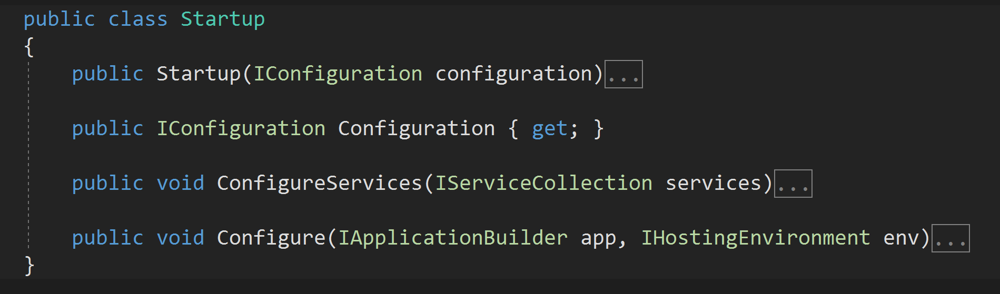 public class Startup
{
public Startup(IConfiguration configuration)...
public IConfiguration Configuration { get; }
public void ConfigureServices(IServiceCollection services)...
public void Configure(IApplicationBuilder app, IHostingEnvironment env)...
}